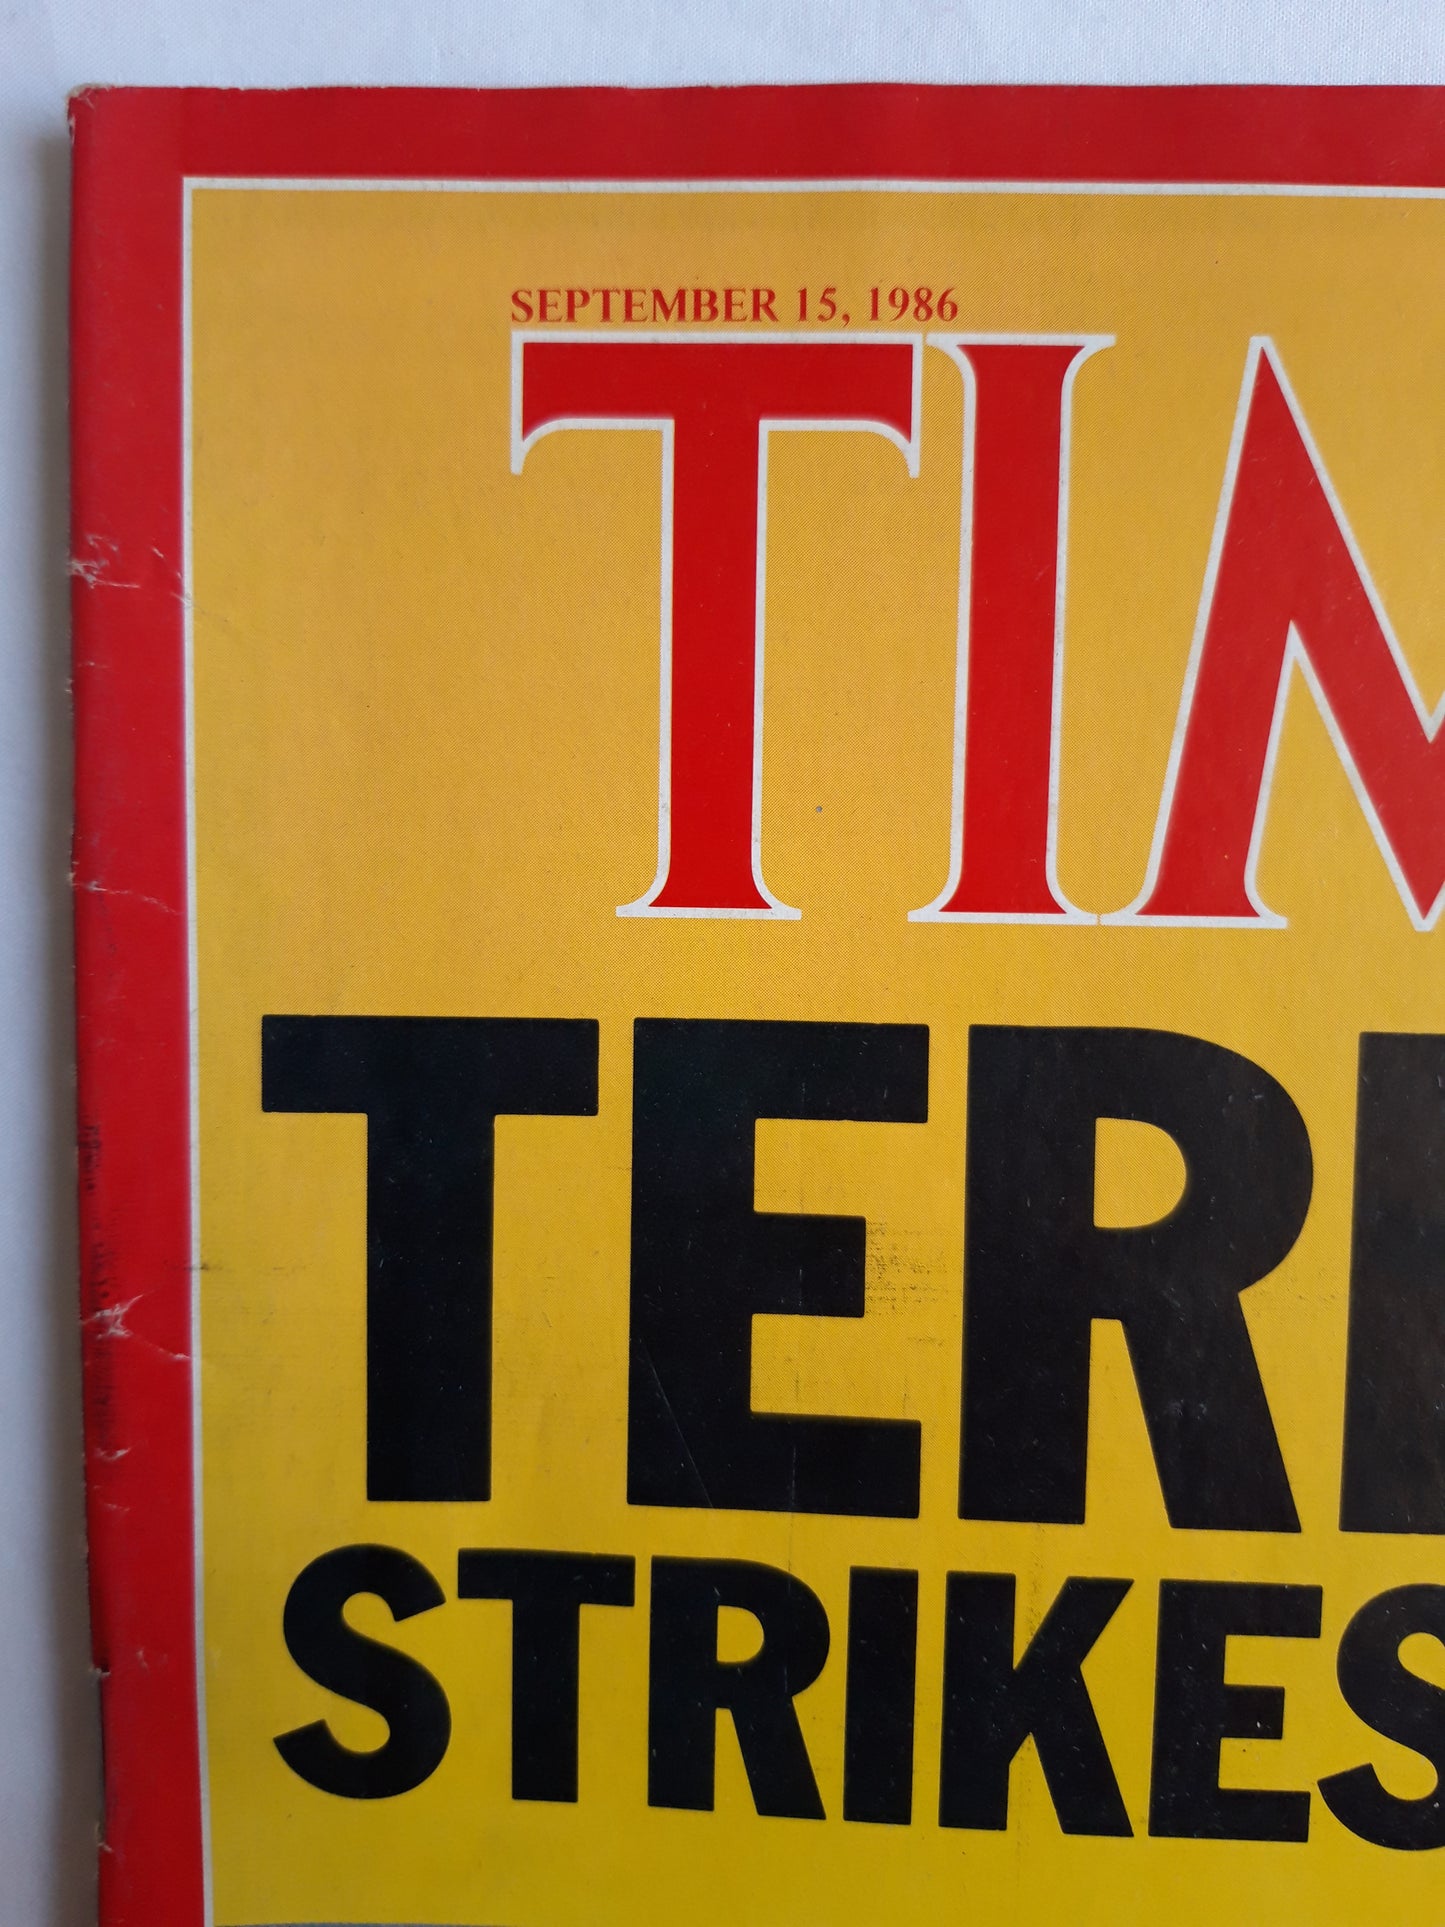 SEPTEMBER 15, 1986
TIM
TER
STRIKES